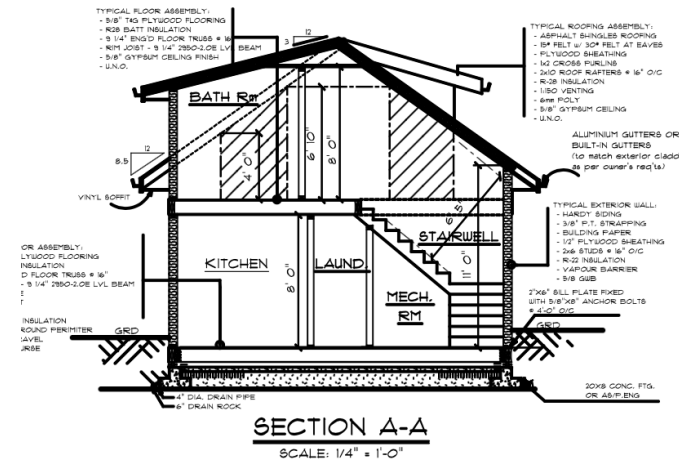 TYPICAL FLOOR ASSEMBLY:
- 5/8" T&G PLYWOOD FLOORING
- R28 BATT INSULATION
- 9 1/4" ENG'D FLOOR TRUSS @ 16"
- RIM JOIST - 9 1/4" 2950-2.0E LVL BEAM
- 5/8" GYPSUM CEILING FINISH
- U.N.O.
12
3
TYPICAL ROOFING ASSEMBLY:
- ASPHALT SHINGLES ROOFING
- 15# FELT w/ 30# FELT AT EAVES
- PLYWOOD SHEATHING
- 1x2 CROSS PURLINS
- 2x10 ROOF RAFTERS @ 16" O/C
- R-28 INSULATION
- 1:150 VENTING
- 6mm POLY
- 5/8" GYPSUM CEILING
- U.N.O.
BATH Rm
6' 10"
8' 0"
4' 0"
12
8.5
ALUMINIUM GUTTERS OR
BUILT-IN GUTTERS
(to match exterior cladd
as per owner's req'ts)
VINYL SOFFIT
6' 5"
TYPICAL EXTERIOR WALL:
- HARDY SIDING
- 3/8" P.T. STRAPPING
- BUILDING PAPER
- 1/2" PLYWOOD SHEATHING
- 2x6 STUDS @ 16" O/C
- R-22 INSULATION
- VAPOUR BARRIER
- 5/8 GWB
STAIRWELL
OR ASSEMBLY:
LYWOOD FLOORING
INSULATION
D FLOOR TRUSS @ 16"
- 9 1/4" 2950-2.0E LVL BEAM
E
T
KITCHEN
8' 0"
LAUND.
MECH.
RM
11' 0"
2"X6" SILL PLATE FIXED
WITH 5/8"X8" ANCHOR BOLTS
@ 4'-0" O/C
INSULATION
ROUND PERIMITER
AVEL
URSE
GRD
GRD
4" DIA. DRAIN PIPE
6" DRAIN ROCK
20X8 CONC. FTG.
OR AS/P.ENG
SECTION A-A
SCALE: 1/4" = 1'-0"